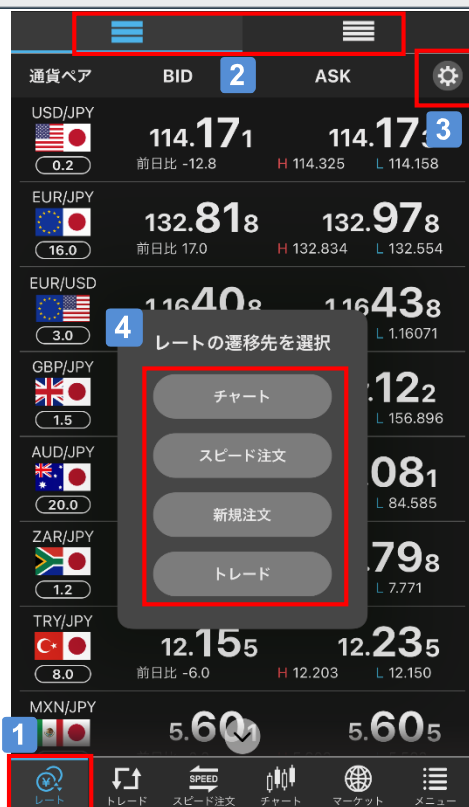 通貨ペア BID 2 ASK
3
USD/JPY
114.171 114.17
0.2 前日比 -12.8 H 114.325 L 114.158
EUR/JPY
132.818 132.978
16.0 前日比 17.0 H 132.834 L 132.554
EUR/USD
1.16408 1.16438
3.0 L 1.16071
4 レートの遷移先を選択
GBP/JPY
.122
1.5 L 156.896
チャート
AUD/JPY
スピード注文
.081
20.0 L 84.585
新規注文
ZAR/JPY
.798
トレード
1.2 L 7.771
TRY/JPY
12.155 12.235
8.0 前日比 -6.0 H 12.203 L 12.150
MXN/JPY
1
5.60 5.605
SPEED
レート トレード スピード注文 チャート マーケット メニュー